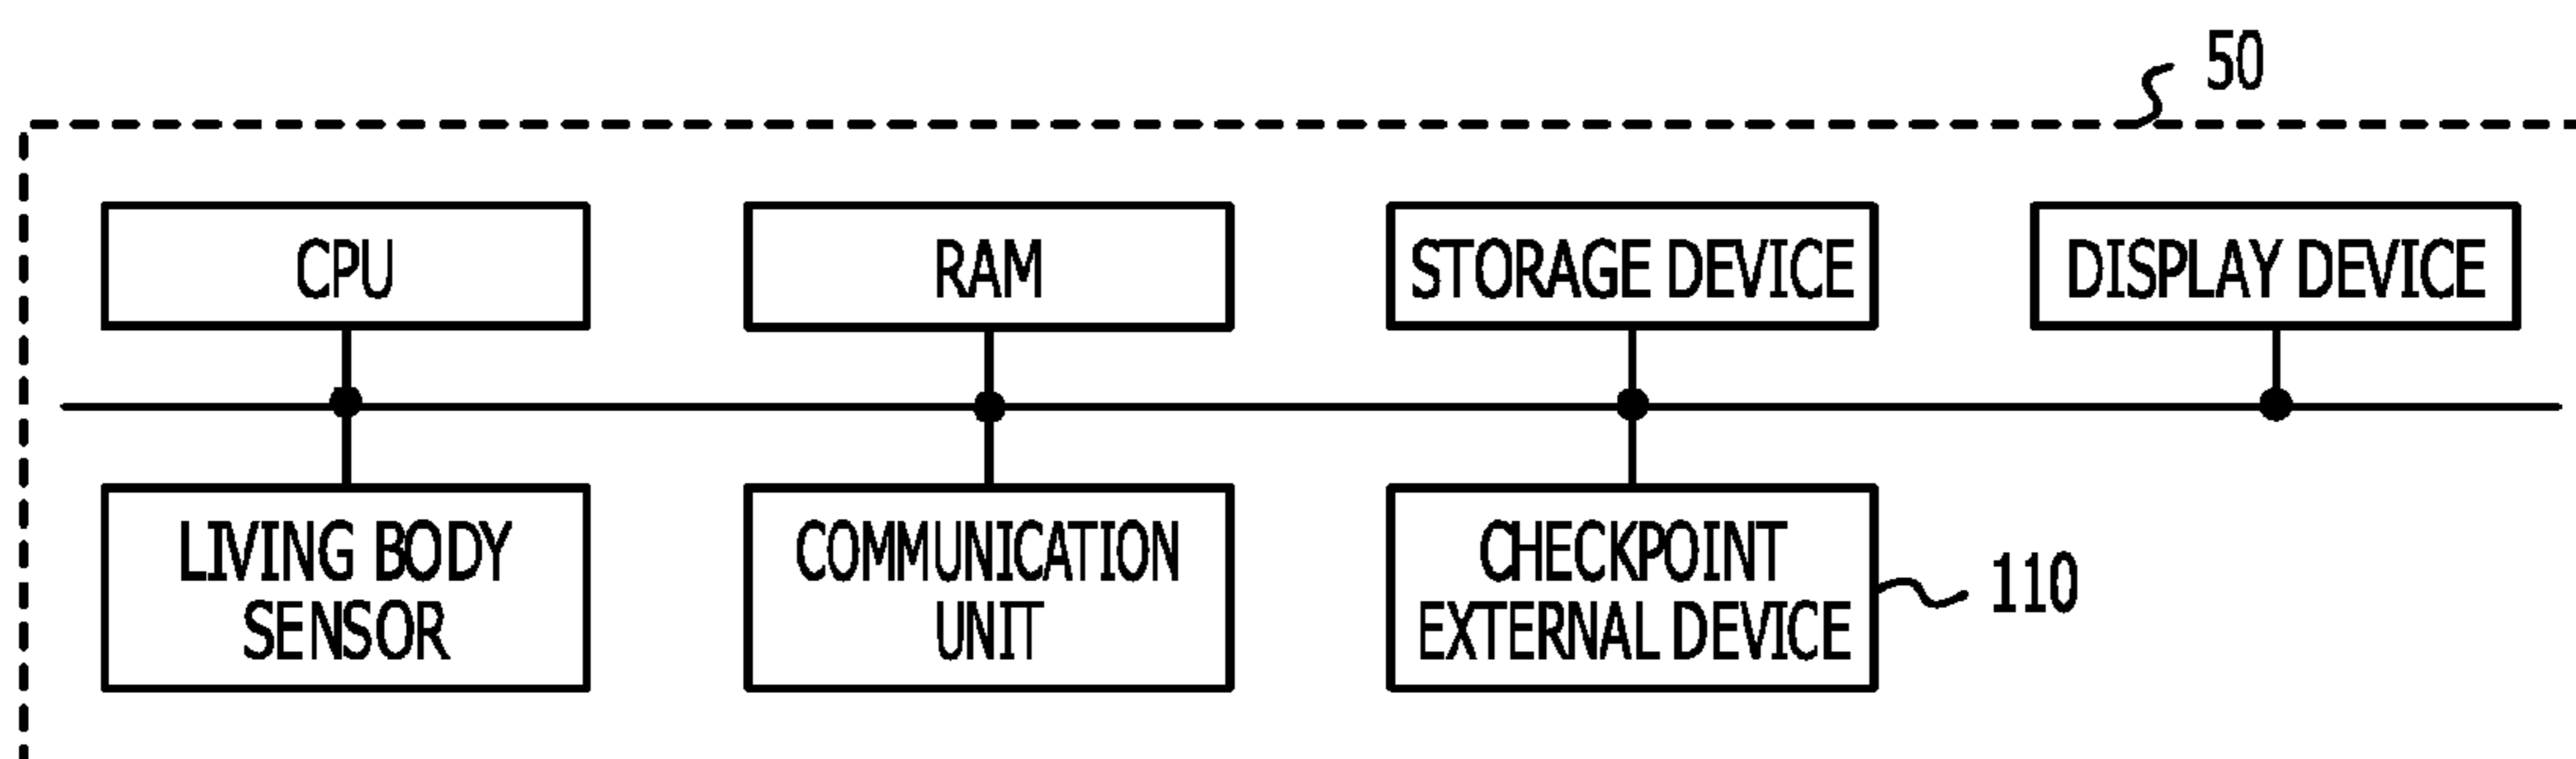 50
CPU
RAM
STORAGE DEVICE
DISPLAY DEVICE
LIVING BODY
SENSOR
COMMUNICATION
UNIT
CHECKPOINT
EXTERNAL DEVICE
110